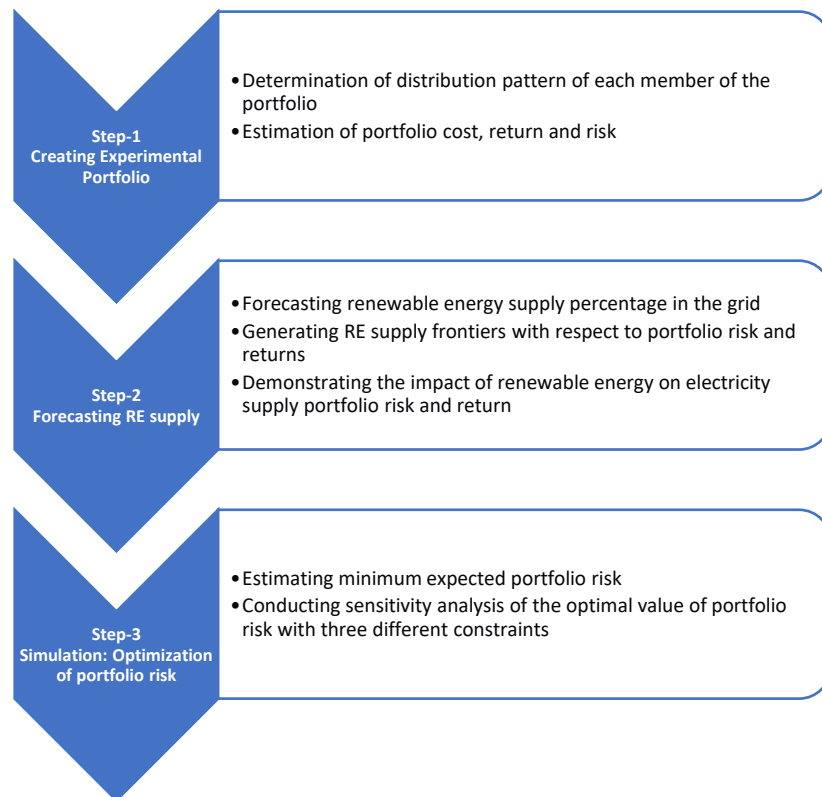 Step-1
Creating Experimental
Portfolio
•Determination of distribution pattern of each member of the
portfolio
•Estimation of portfolio cost, return and risk
Step-2
Forecasting RE supply
•Forecasting renewable energy supply percentage in the grid
•Generating RE supply frontiers with respect to portfolio risk and
returns
•Demonstrating the impact of renewable energy on electricity
supply portfolio risk and return
Step-3
Simulation: Optimization
of portfolio risk
•Estimating minimum expected portfolio risk
•Conducting sensitivity analysis of the optimal value of portfolio
risk with three different constraints